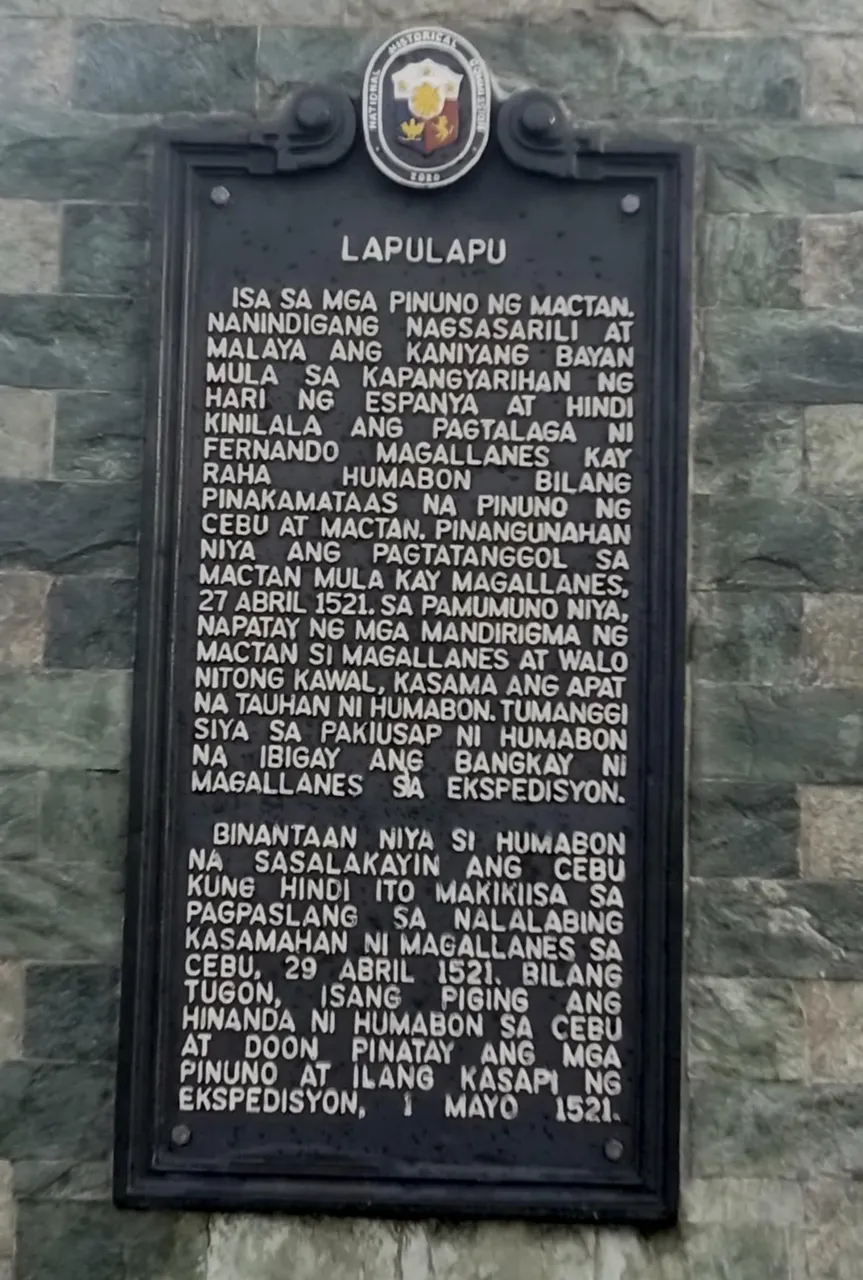 NATIONAL HISTORICAL COMMISSION
2020
LAPULAPU
ISA SA MGA PINUNO NG MACTAN.
NANINDIGANG NAGSASARILI AT
MALAYA ANG KANIYANG BAYAN
MULA SA KAPANGYARIHAN NG
HARI NG ESPANYA AT HINDI
KINILALA ANG PAGTALAGA NI
FERNANDO MAGALLANES KAY
RAHA HUMABON BILANG
PINAKAMATAAS NA PINUNO NG
CEBU AT MACTAN. PINANGUNAHAN
NIYA ANG PAGTATANGGOL SA
MACTAN MULA KAY MAGALLANES,
27 ABRIL 1521. SA PAMUMUNO NIYA,
NAPATAY NG MGA MANDIRIGMA NG
MACTAN SI MAGALLANES AT WALO
NITONG KAWAL, KASAMA ANG APAT
NA TAUHAN NI HUMABON. TUMANGGI
SIYA SA PAKIUSAP NI HUMABON
NA IBIGAY ANG BANGKAY NI
MAGALLANES SA EKSPEDISYON.
BINANTAAN NIYA SI HUMABON
NA SASALAKAYIN ANG CEBU
KUNG HINDI ITO MAKIKIISA SA
PAGPASLANG SA NALALABING
KASAMAHAN NI MAGALLANES SA
CEBU, 29 ABRIL 1521. BILANG
TUGON, ISANG PIGING ANG
HINANDA NI HUMABON SA CEBU
AT DOON PINATAY ANG MGA
PINUNO AT ILANG KASAPI NG
EKSPEDISYON, 1 MAYO 1521.